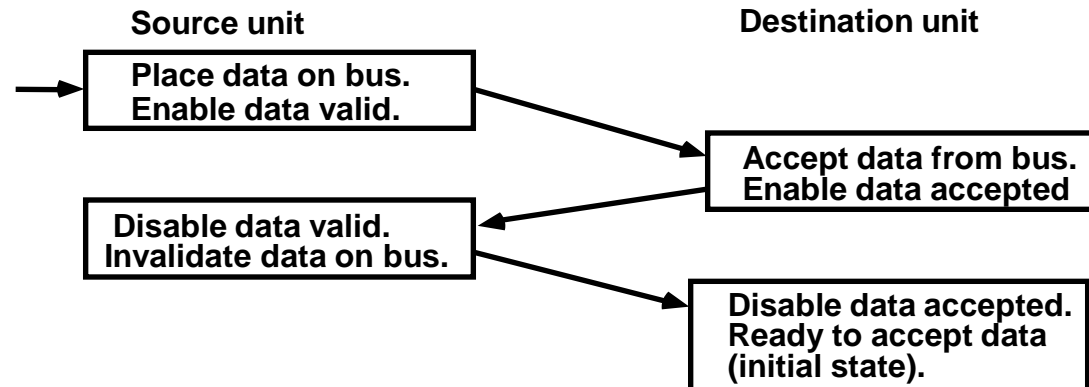 Source unit
Destination unit
Place data on bus.
Enable data valid.
Accept data from bus.
Enable data accepted
Disable data valid.
Invalidate data on bus.
Disable data accepted.
Ready to accept data
(initial state).